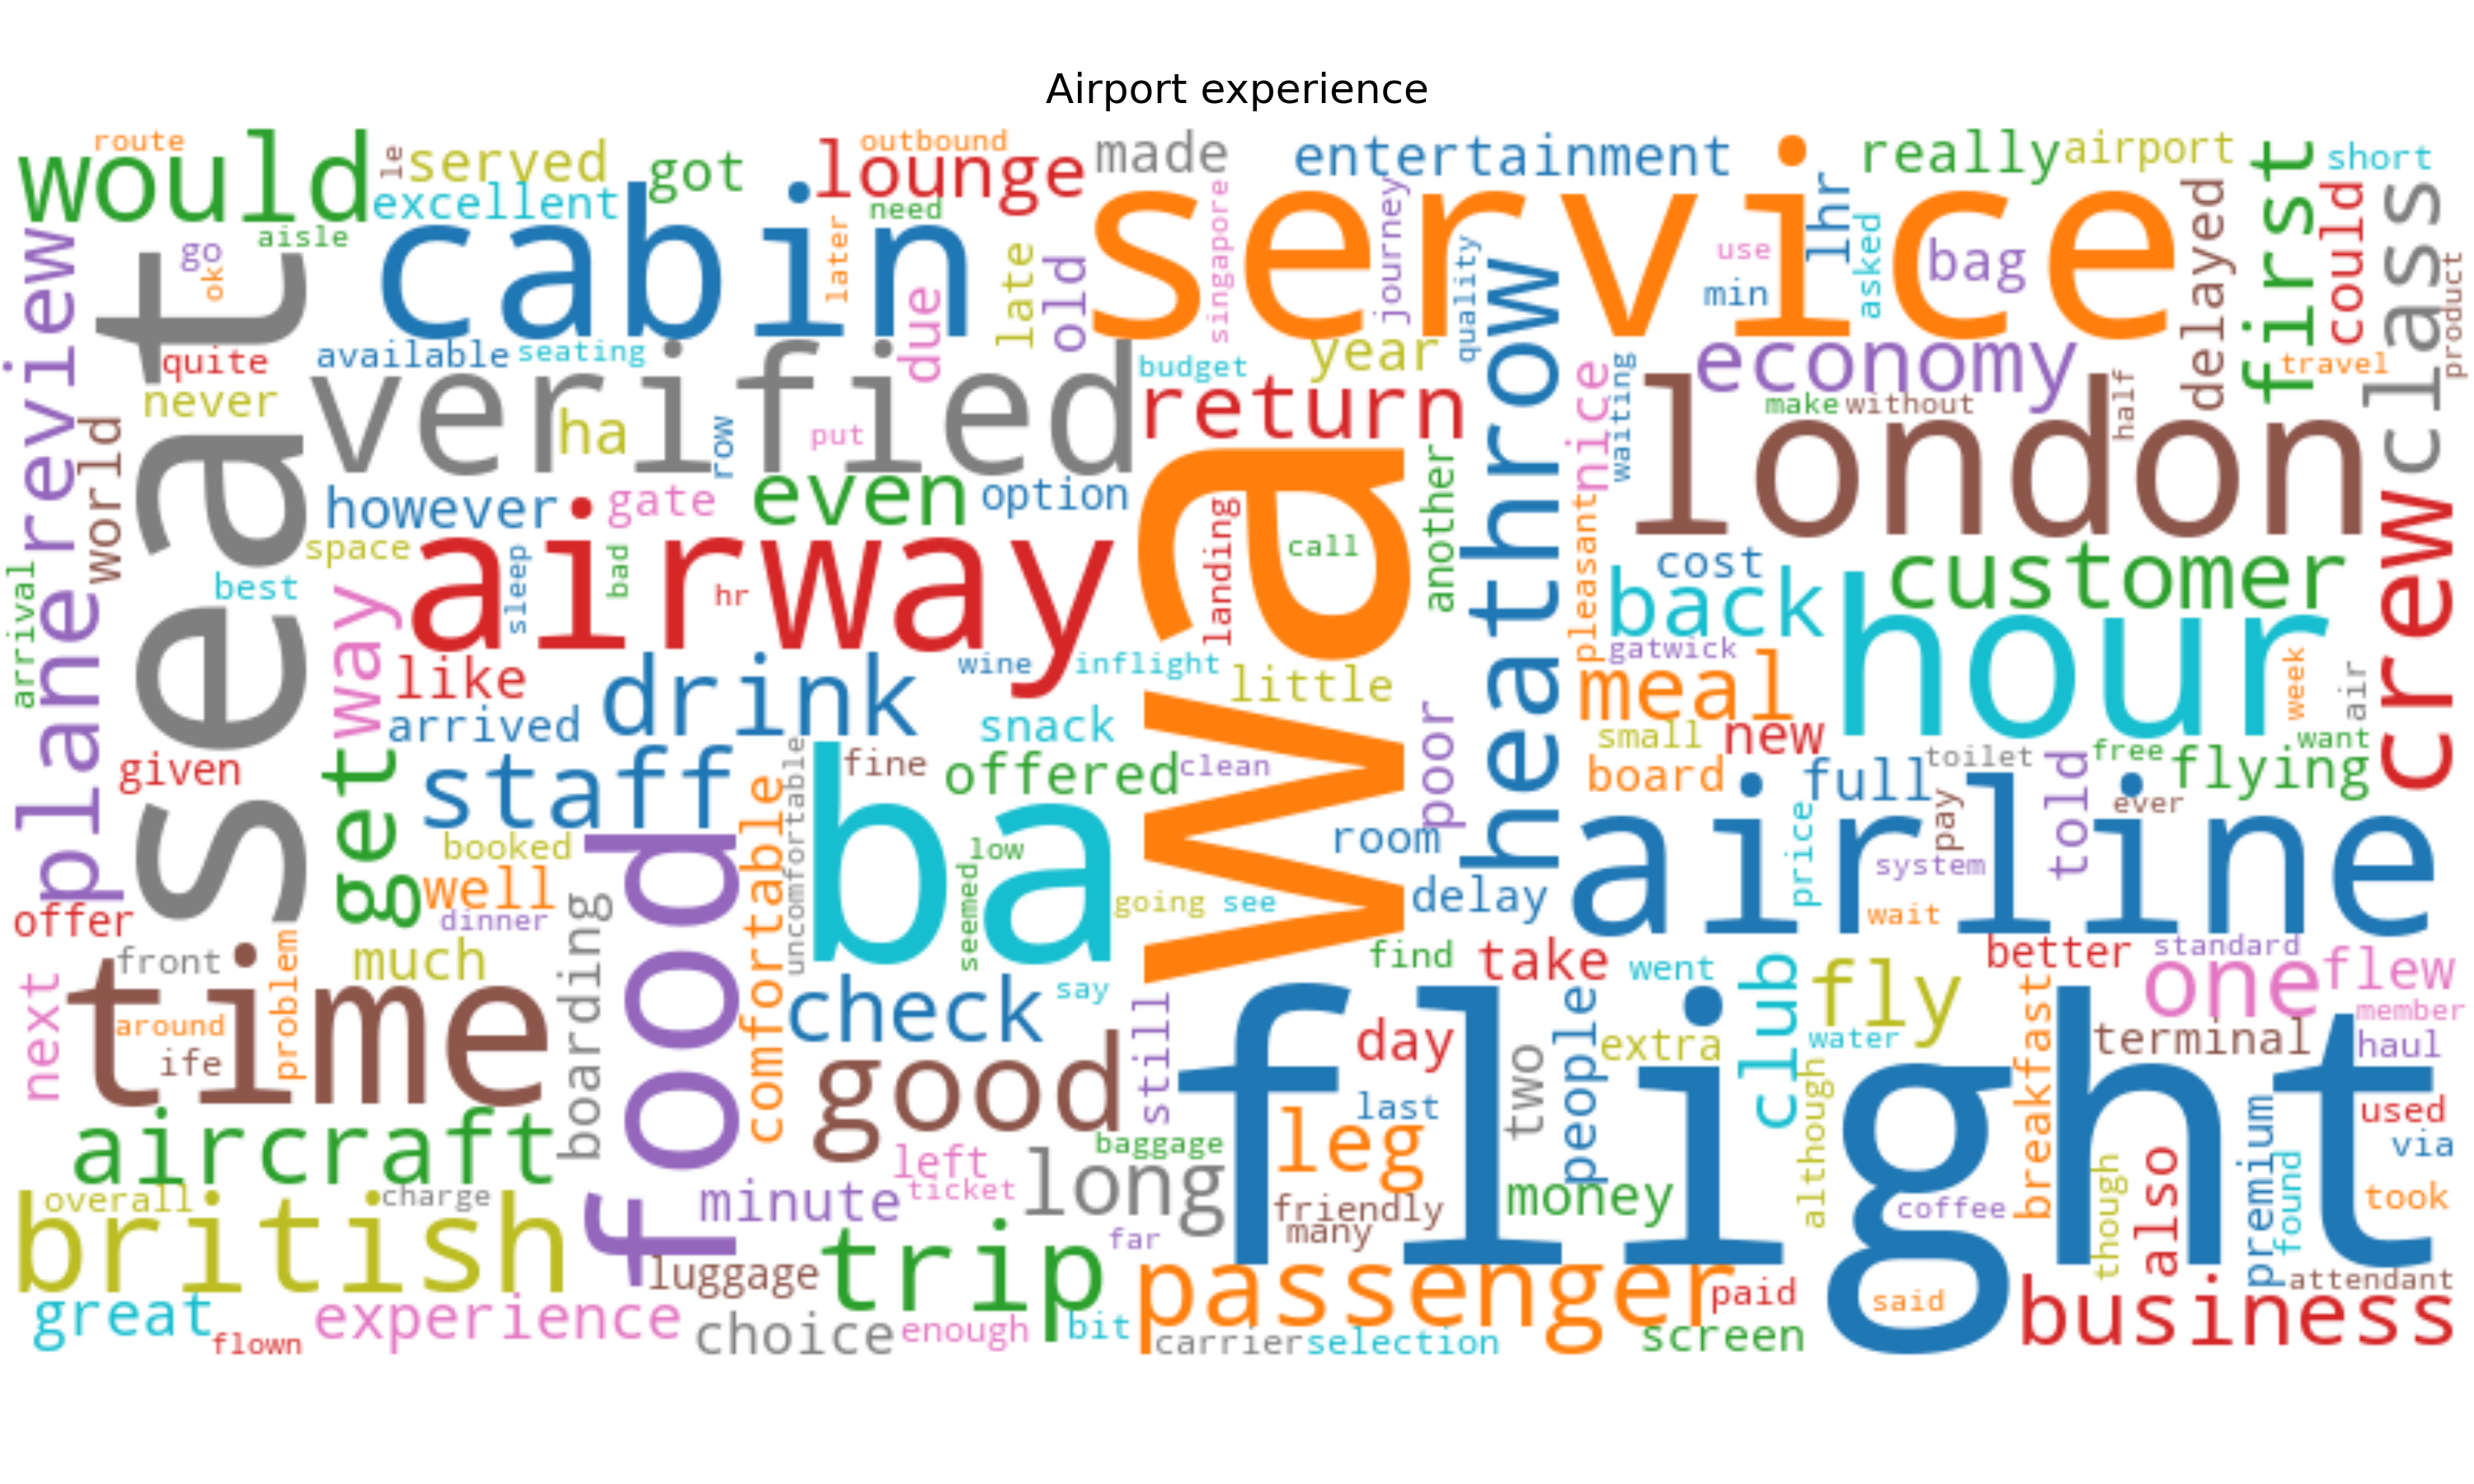 Airport experience
route
would
le
served
got
outbound
lounge
made
entertainment
really
airport
first
short
excellent
need
aisle
go
ok
cabin
later
late
old
due
service
singapore
journey
quality
use
min
lhr
asked
bag
delayed
could
class
product
review
seat
quite
never
world
available
seating
verified
ha
row
put
budget
year
return
heathrow
nice
waiting
economy
make
without
half
travel
london
however
gate
even
option
space
airway
sleep
bad
hr
landing
call
another
was
pleasant
cost
back
customer
crew
arrival
plane
best
way
like
arrived
drink
wine
inflight
little
snack
gatwick
meal
hour
week
air
small
new
board
full
toilet
told
free
want
flying
ever
given
get
staff
booked
well
dinner
comfortable
uncomfortable
fine
offered
clean
ba
low
seemed
going
see
room
poor
delay
airline
price
pay
system
wait
offer
front
time
problem
much
boarding
food
next
around
ife
check
say
still
find
take
went
club
fly
better
standard
one
flew
member
haul
day
two
people
extra
water
although
breakfast
terminal
flight
last
leg
friendly
many
money
coffee
though
also
premium
found
used
via
took
aircraft
good
baggage
left
ticket
long
minute
far
overall
charge
british
luggage
trip
passenger
paid
said
attendant
great
flown
experience
choice
enough
bit
carrier
selection
screen
business